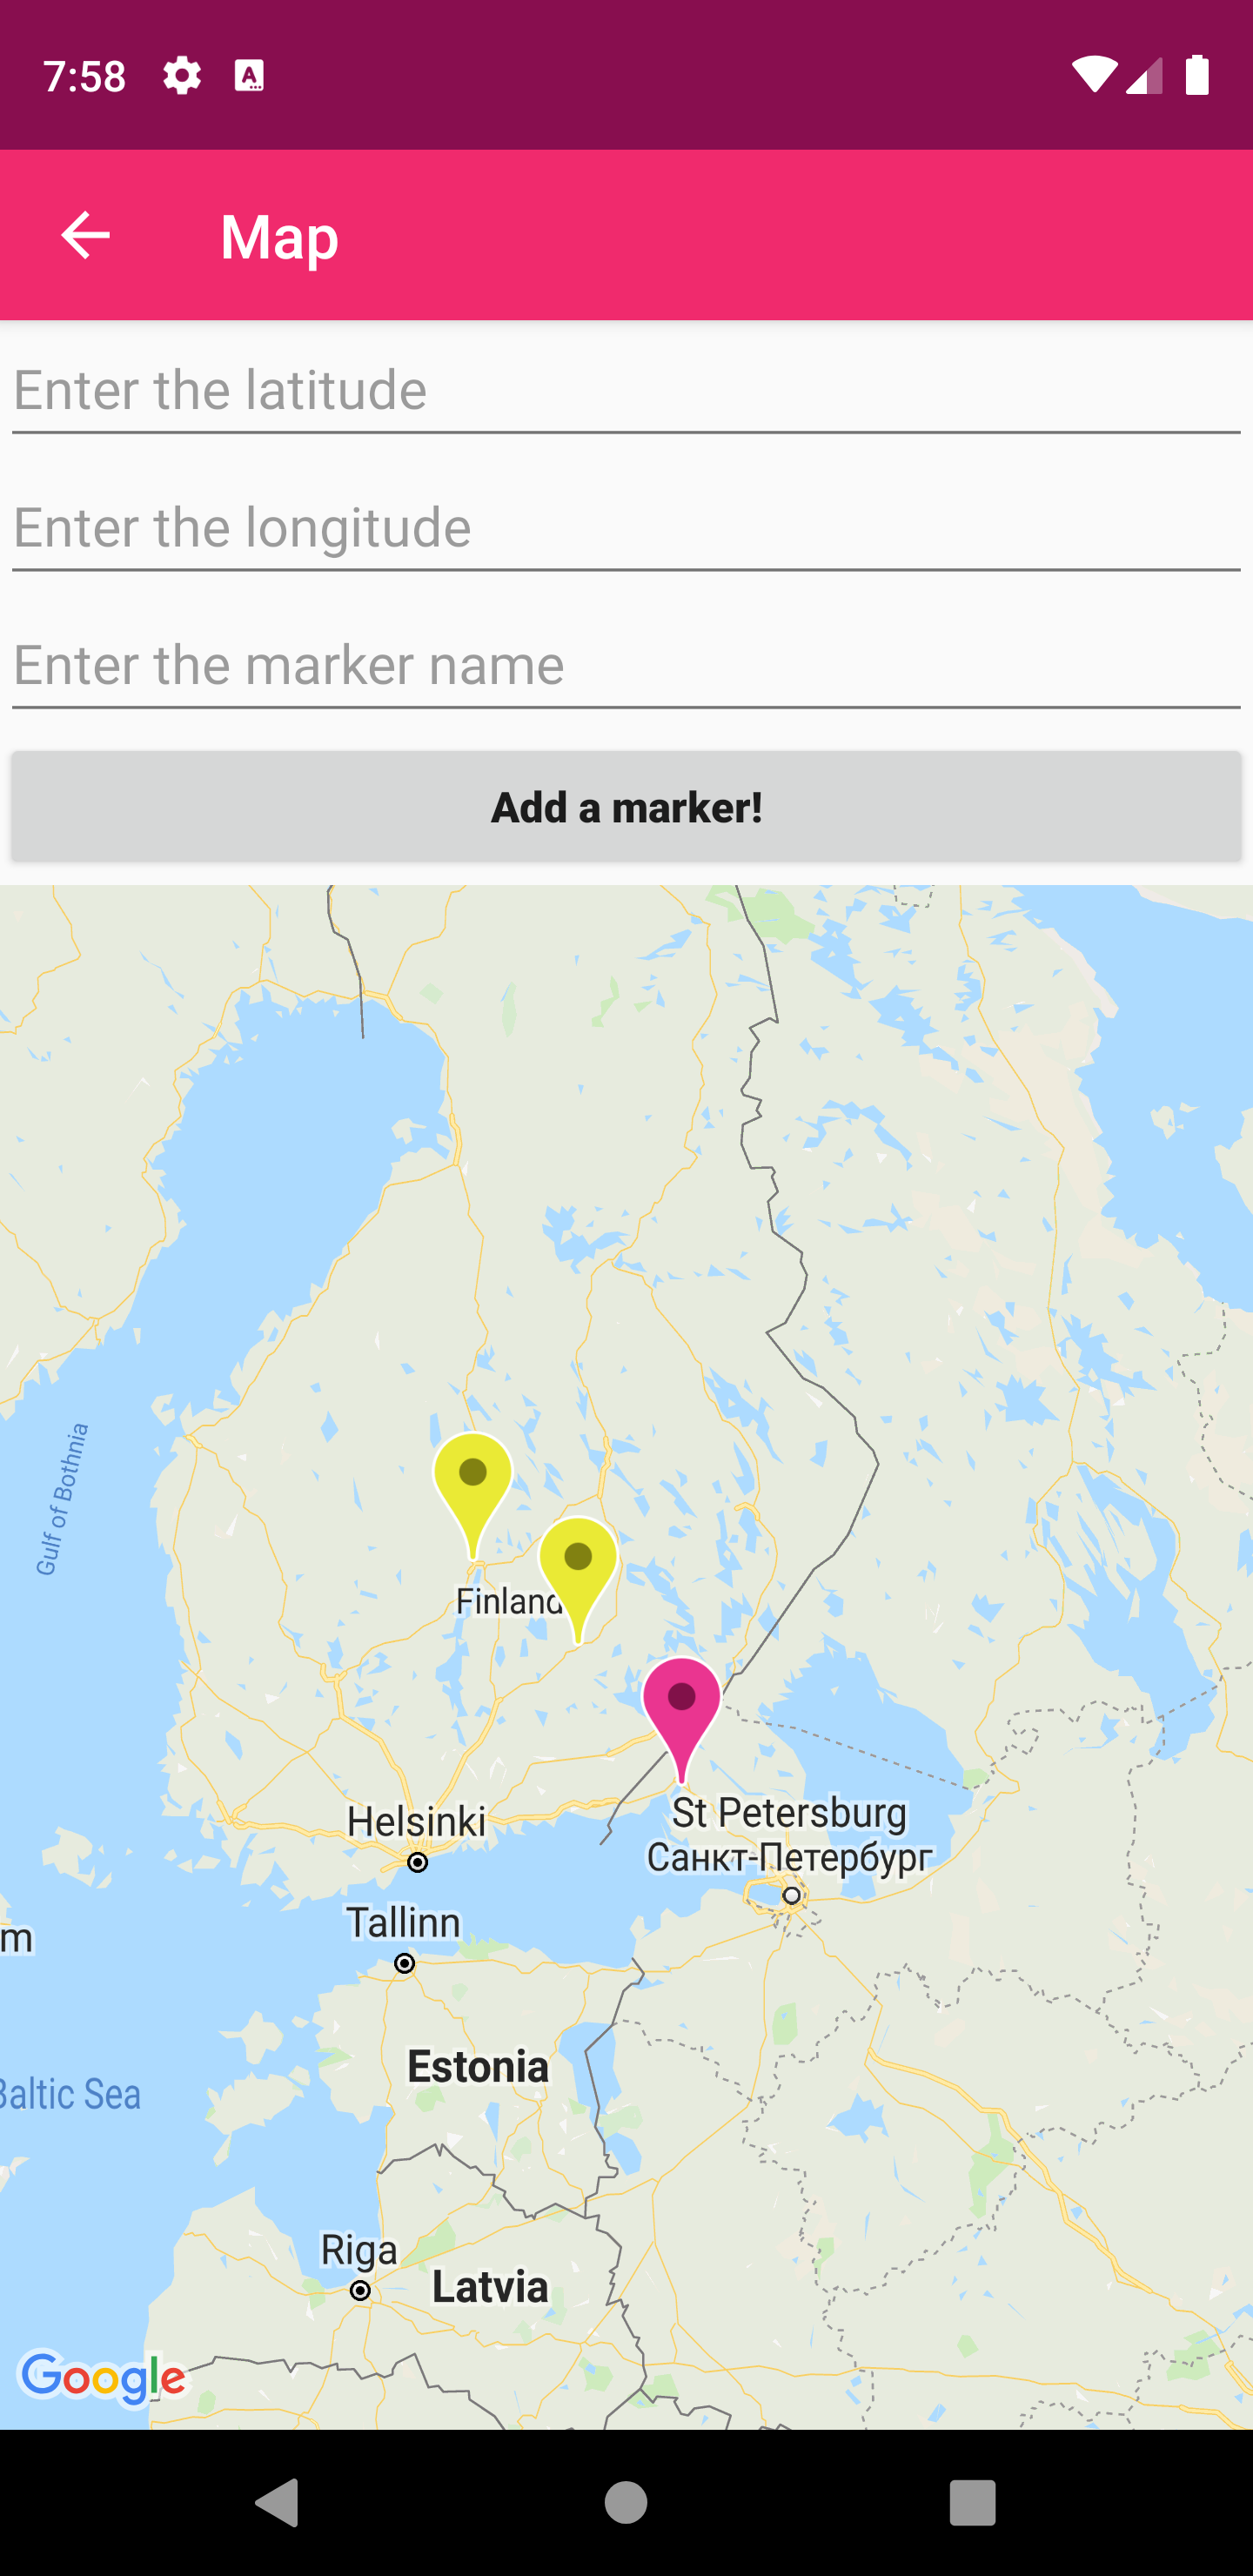 7:58
Map
Enter the latitude
Enter the longitude
Enter the marker name
Add a marker!
Gulf of Bothnia
Finland
Helsinki
St Petersburg
Санкт-Петербург
Tallinn
m
Baltic Sea
Estonia
Riga
Latvia
Google